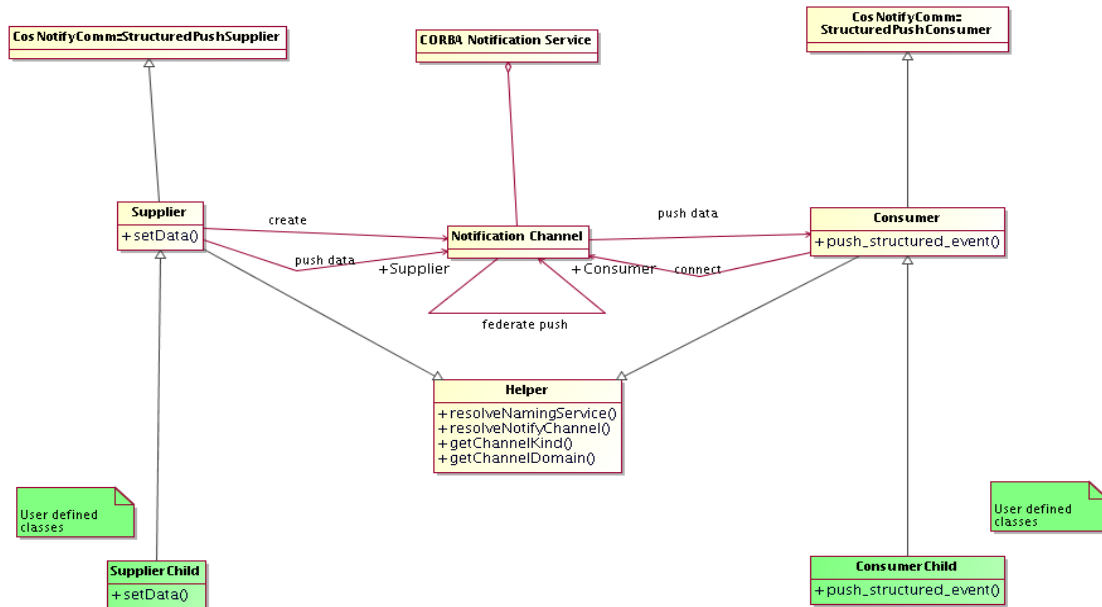 CosNotifyComm::StructuredPushSupplier
CORBA Notification Service
CosNotifyComm::
StructuredPushConsumer
Supplier
+setData()
create
push data
Notification Channel
+Supplier
+Consumer
push data
connect
federate push
Consumer
+push_structured_event()
Helper
+resolveNamingService()
+resolveNotifyChannel()
+getChannelKind()
+getChannelDomain()
User defined
classes
User defined
classes
SupplierChild
+setData()
ConsumerChild
+push_structured_event()